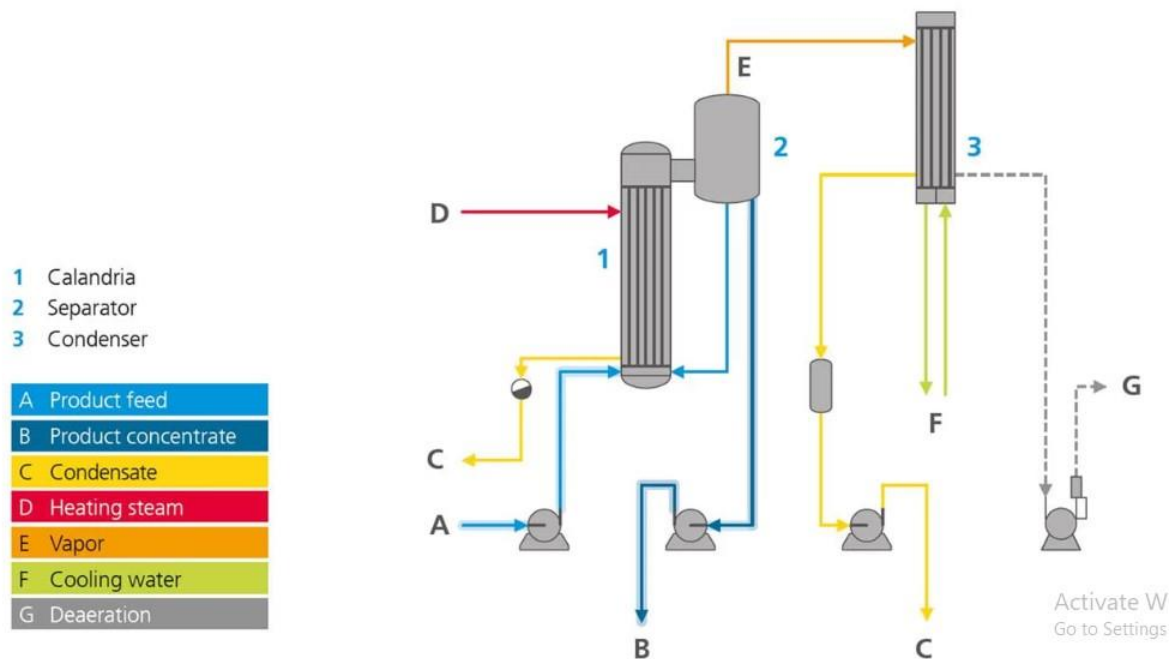 E
2
3
D
1
1 Calandria
2 Separator
3 Condenser
A Product feed
B Product concentrate
C Condensate
D Heating steam
E Vapor
F Cooling water
G Deaeration
G
F
C
A
B
C
Activate W
Go to Settings